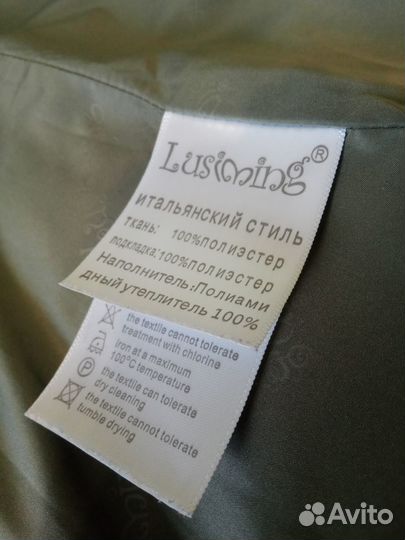 Lusiming®
ИТАЛЬЯНСКИЙ СТИЛЬ
ТКАНЬ: 100%ПОЛИЭСТЕР
ПОДКЛАДКА:100%ПОЛИЭСТЕР
Наполнитель:Полиами
дный утеплитель 100%
the textile cannot tolerate
treatment with chlorine
iron at a maximum
100°C temperature
P
the textile can tolerate
dry cleaning
the textile cannot tolerate
tumble drying
Avito